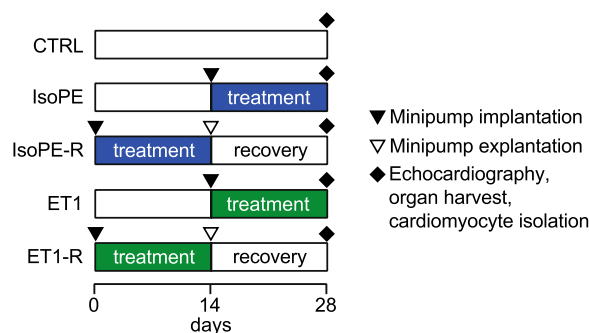 CTRL
IsoPE
treatment
IsoPE-R
treatment
recovery
ET1
treatment
ET1-R
treatment
recovery
0
14
28
days
Minipump implantation
Minipump explantation
Echocardiography,
organ harvest,
cardiomyocyte isolation